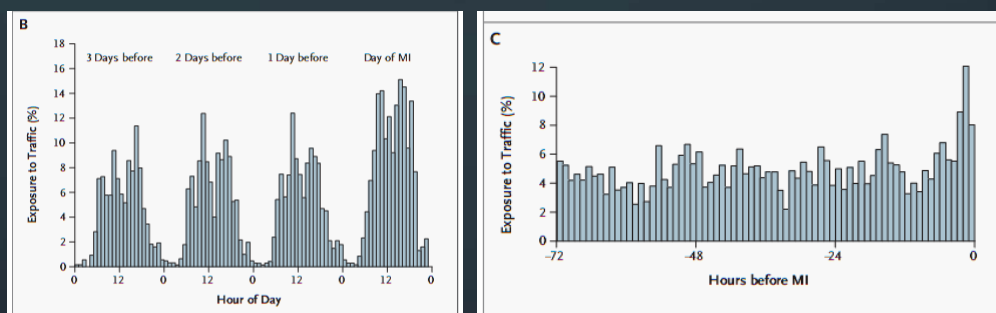 B
18
16
14
12
10
8
6
4
2
0
Exposure to Traffic (%)
3 Days before 2 Days before 1 Day before Day of MI
0 12 0 12 0 12 0 12 0
Hour of Day
C
12
10
8
6
4
2
0
Exposure to Traffic (%)
-72 -48 -24 0
Hours before MI